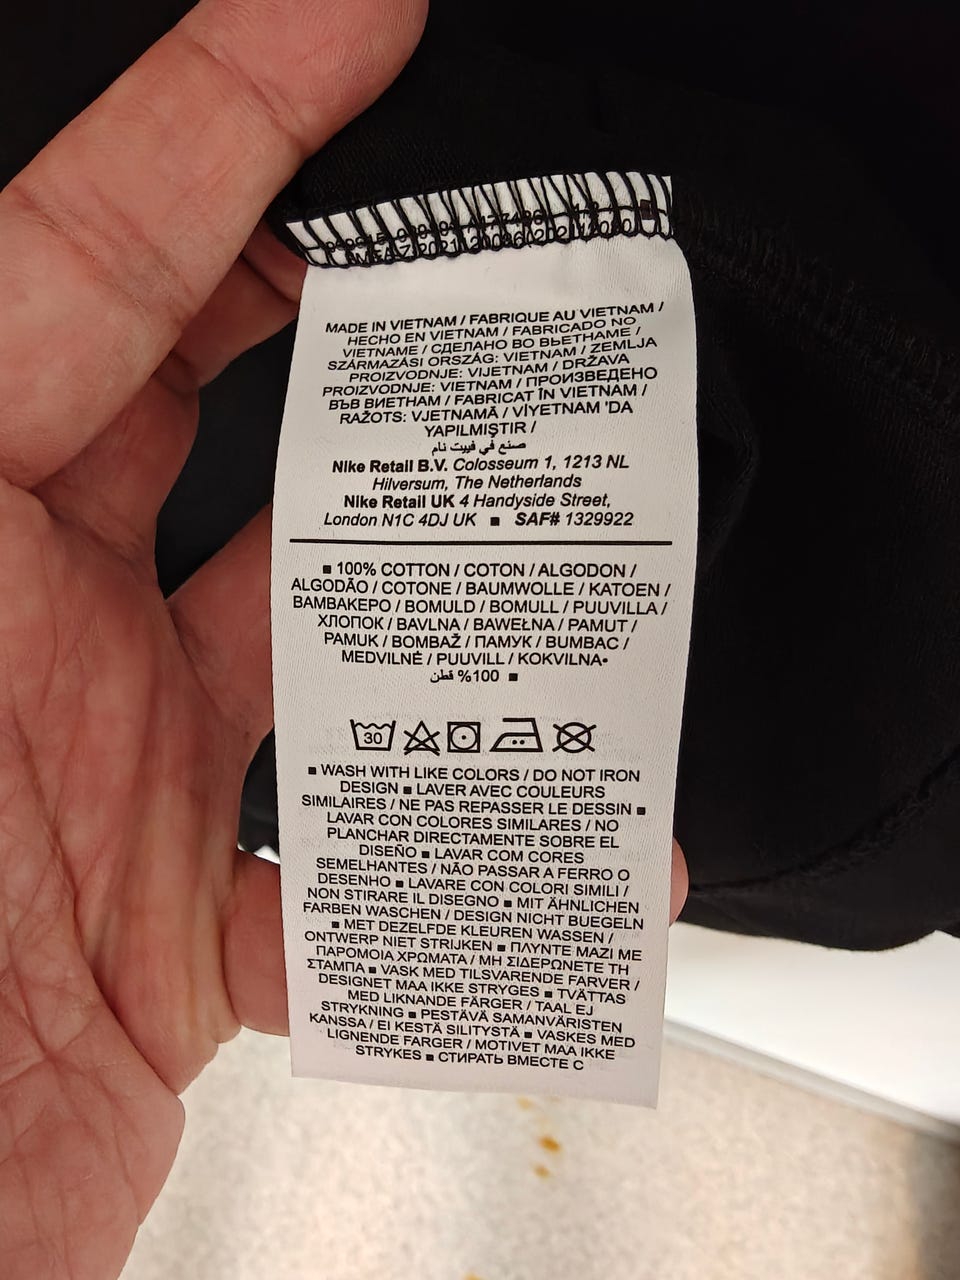 MADE IN VIETNAM / FABRIQUE AU VIETNAM /
HECHO EN VIETNAM / FABRICADO NO
VIETNAME / СДЕЛАНО ВО ВЬЕТНАМЕ /
SZÁRMAZÁSI ORSZÁG: VIETNAM / ZEMLJA
PROIZVODNJE: VIJETNAM / DRŽAVA
PROIZVODNJE: VIETNAM / ПРОИЗВЕДЕНО
ВЪВ ВИЕТНАМ / FABRICAT ÎN VIETNAM /
RAŽOTS: VJETNAMĀ / VİYETNAM 'DA
YAPILMIŞTIR /
صنع في فييت نام
Nike Retail B.V. Colosseum 1, 1213 NL
Hilversum, The Netherlands
Nike Retail UK 4 Handyside Street,
London N1C 4DJ UK ■ SAF# 1329922
■ 100% COTTON / COTON / ALGODON /
ALGODÃO / COTONE / BAUMWOLLE / KATOEN /
ΒΑΜΒΑΚΕΡΟ / BOMULD / BOMULL / PUUVILLA /
ХЛОПОК / BAVLNA / BAWEŁNA / PAMUT /
PAMUK / BOMBAŽ / ПАМУК / BUMBAC /
MEDVILNĖ / PUUVILL / KOKVILNA•
100% قطن ■
30
■ WASH WITH LIKE COLORS / DO NOT IRON
DESIGN ■ LAVER AVEC COULEURS
SIMILAIRES / NE PAS REPASSER LE DESSIN ■
LAVAR CON COLORES SIMILARES / NO
PLANCHAR DIRECTAMENTE SOBRE EL
DISEÑO ■ LAVAR COM CORES
SEMELHANTES / NÃO PASSAR A FERRO O
DESENHO ■ LAVARE CON COLORI SIMILI /
NON STIRARE IL DISEGNO ■ MIT ÄHNLICHEN
FARBEN WASCHEN / DESIGN NICHT BUEGELN
■ MET DEZELFDE KLEUREN WASSEN /
ONTWERP NIET STRIJKEN ■ ΠΛΥΝΤΕ ΜΑΖΙ ΜΕ
ΠΑΡΟΜΟΙΑ ΧΡΩΜΑΤΑ / ΜΗ ΣΙΔΕΡΩΝΕΤΕ ΤΗ
ΣΤΑΜΠΑ ■ VASK MED TILSVARENDE FARVER /
DESIGNET MAA IKKE STRYGES ■ TVÄTTAS
MED LIKNANDE FÄRGER / TAAL EJ
STRYKNING ■ PESTÄVÄ SAMANVÄRISTEN
KANSSA / EI KESTÄ SILITYSTÄ ■ VASKES MED
LIGNENDE FARGER / MOTIVET MAA IKKE
STRYKES ■ СТИРАТЬ ВМЕСТЕ С